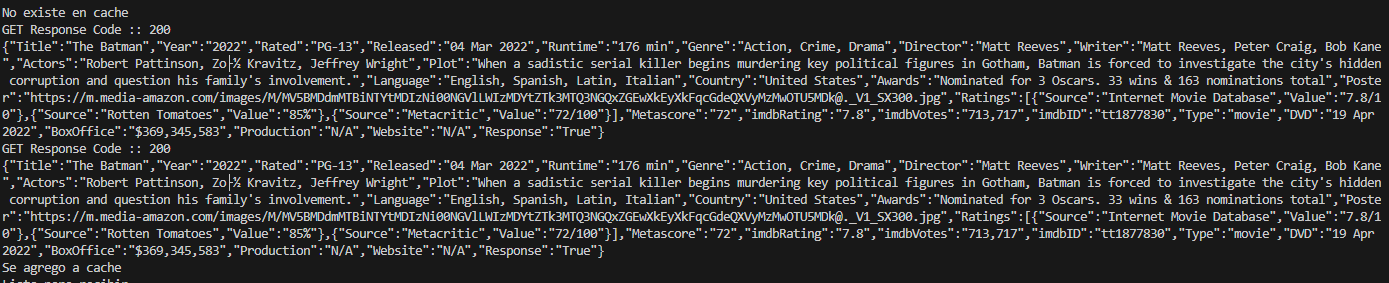 No existe en cache
GET Response Code :: 200
{"Title":"The Batman","Year":"2022","Rated":"PG-13","Released":"04 Mar 2022","Runtime":"176 min","Genre":"Action, Crime, Drama","Director":"Matt Reeves","Writer":"Matt Reeves, Peter Craig, Bob Kane
","Actors":"Robert Pattinson, Zo├½ Kravitz, Jeffrey Wright","Plot":"When a sadistic serial killer begins murdering key political figures in Gotham, Batman is forced to investigate the city's hidden
corruption and question his family's involvement.","Language":"English, Spanish, Latin, Italian","Country":"United States","Awards":"Nominated for 3 Oscars. 33 wins & 163 nominations total","Poste
r":"https://m.media-amazon.com/images/M/MV5BMDdmMTBiNTYtMDIzNi00NGVlLWIzMDYtZTk3MTQ3NGQxZGEwXkEyXkFqcGdeQXVyMzMwOTU5MDk@._V1_SX300.jpg","Ratings":[{"Source":"Internet Movie Database","Value":"7.8/1
0"},{"Source":"Rotten Tomatoes","Value":"85%"},{"Source":"Metacritic","Value":"72/100"}],"Metascore":"72","imdbRating":"7.8","imdbVotes":"713,717","imdbID":"tt1877830","Type":"movie","DVD":"19 Apr
2022","BoxOffice":"$369,345,583","Production":"N/A","Website":"N/A","Response":"True"}
GET Response Code :: 200
{"Title":"The Batman","Year":"2022","Rated":"PG-13","Released":"04 Mar 2022","Runtime":"176 min","Genre":"Action, Crime, Drama","Director":"Matt Reeves","Writer":"Matt Reeves, Peter Craig, Bob Kane
","Actors":"Robert Pattinson, Zo├½ Kravitz, Jeffrey Wright","Plot":"When a sadistic serial killer begins murdering key political figures in Gotham, Batman is forced to investigate the city's hidden
corruption and question his family's involvement.","Language":"English, Spanish, Latin, Italian","Country":"United States","Awards":"Nominated for 3 Oscars. 33 wins & 163 nominations total","Poste
r":"https://m.media-amazon.com/images/M/MV5BMDdmMTBiNTYtMDIzNi00NGVlLWIzMDYtZTk3MTQ3NGQxZGEwXkEyXkFqcGdeQXVyMzMwOTU5MDk@._V1_SX300.jpg","Ratings":[{"Source":"Internet Movie Database","Value":"7.8/1
0"},{"Source":"Rotten Tomatoes","Value":"85%"},{"Source":"Metacritic","Value":"72/100"}],"Metascore":"72","imdbRating":"7.8","imdbVotes":"713,717","imdbID":"tt1877830","Type":"movie","DVD":"19 Apr
2022","BoxOffice":"$369,345,583","Production":"N/A","Website":"N/A","Response":"True"}
Se agrego a cache